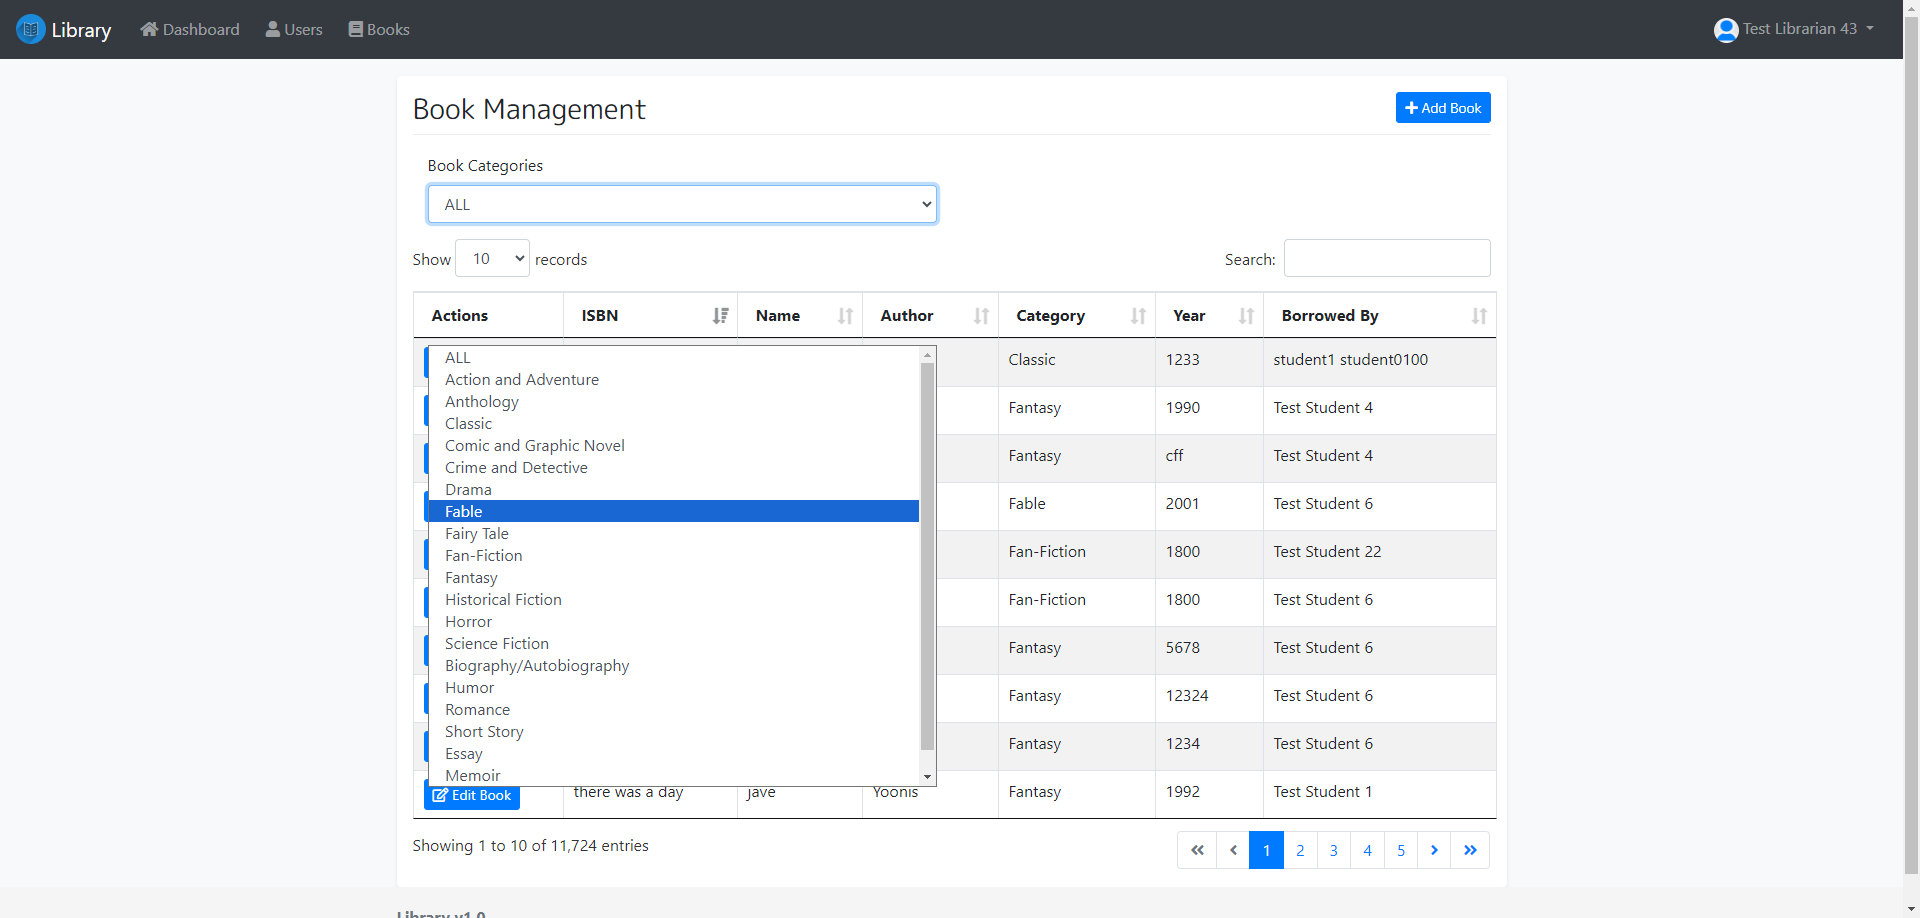 Library Dashboard Users Books Test Librarian 43
Book Management
Add Book
Book Categories
ALL
Show 10 records Search:
Actions ISBN Name Author Category Year Borrowed By
ALL
Action and Adventure
Anthology
Classic
Comic and Graphic Novel
Crime and Detective
Drama
Fable
Fairy Tale
Fan-Fiction
Fantasy
Historical Fiction
Horror
Science Fiction
Biography/Autobiography
Humor
Romance
Short Story
Essay
Memoir
Classic 1233 student1 student0100
Fantasy 1990 Test Student 4
Fantasy cff Test Student 4
Fable 2001 Test Student 6
Fan-Fiction 1800 Test Student 22
Fan-Fiction 1800 Test Student 6
Fantasy 5678 Test Student 6
Fantasy 12324 Test Student 6
Fantasy 1234 Test Student 6
Edit Book there was a day jave Yoonis Fantasy 1992 Test Student 1
Showing 1 to 10 of 11,724 entries
« ‹ 1 2 3 4 5 › »
Library v1.0